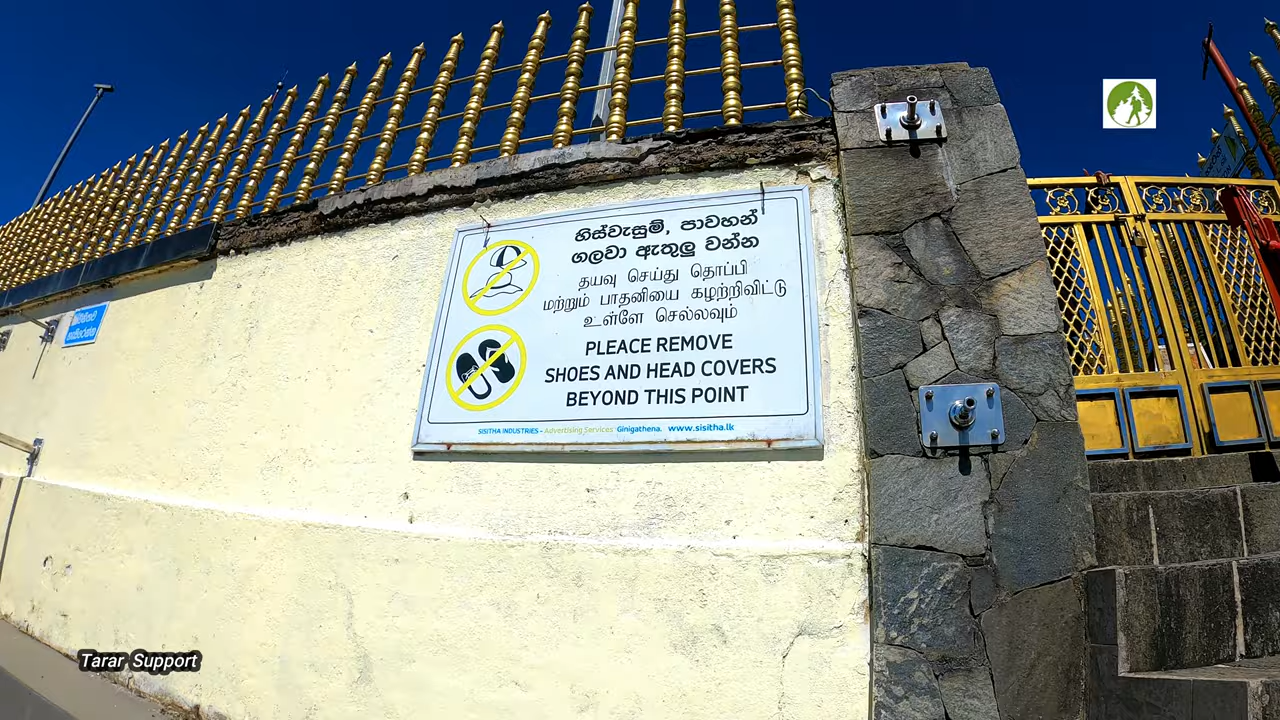 හිස්වැසුම්, පාවහන්
ගලවා ඇතුලු වන්න
தயவு செய்து தொப்பி
மற்றும் பாதனியை கழற்றிவிட்டு
உள்ளே செல்லவும்
PLEACE REMOVE
SHOES AND HEAD COVERS
BEYOND THIS POINT
SISITHA INDUSTRIES - Advertising Services Ginigathena. www.sisitha.lk
Tarar Support